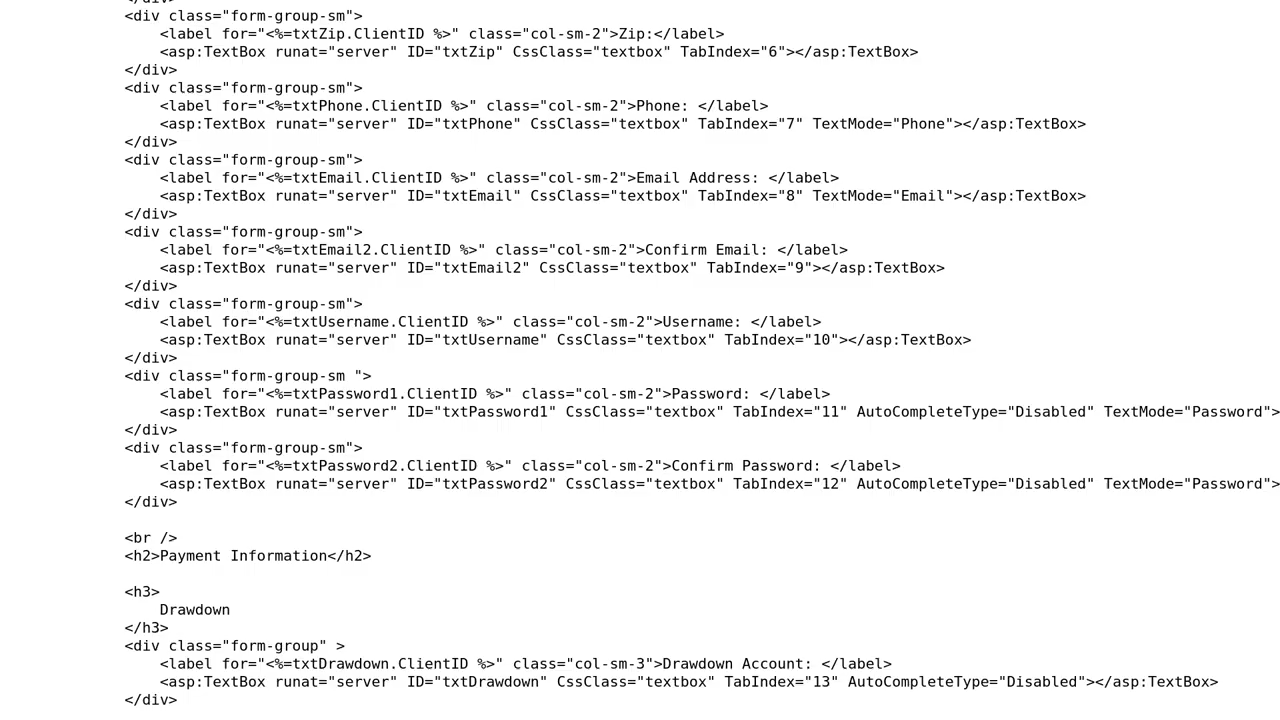 </div>
<div class="form-group-sm">
    <label for="<%=txtZip.ClientID %>" class="col-sm-2">Zip:</label>
    <asp:TextBox runat="server" ID="txtZip" CssClass="textbox" TabIndex="6"></asp:TextBox>
</div>
<div class="form-group-sm">
    <label for="<%=txtPhone.ClientID %>" class="col-sm-2">Phone: </label>
    <asp:TextBox runat="server" ID="txtPhone" CssClass="textbox" TabIndex="7" TextMode="Phone"></asp:TextBox>
</div>
<div class="form-group-sm">
    <label for="<%=txtEmail.ClientID %>" class="col-sm-2">Email Address: </label>
    <asp:TextBox runat="server" ID="txtEmail" CssClass="textbox" TabIndex="8" TextMode="Email"></asp:TextBox>
</div>
<div class="form-group-sm">
    <label for="<%=txtEmail2.ClientID %>" class="col-sm-2">Confirm Email: </label>
    <asp:TextBox runat="server" ID="txtEmail2" CssClass="textbox" TabIndex="9"></asp:TextBox>
</div>
<div class="form-group-sm">
    <label for="<%=txtUsername.ClientID %>" class="col-sm-2">Username: </label>
    <asp:TextBox runat="server" ID="txtUsername" CssClass="textbox" TabIndex="10"></asp:TextBox>
</div>
<div class="form-group-sm ">
    <label for="<%=txtPassword1.ClientID %>" class="col-sm-2">Password: </label>
    <asp:TextBox runat="server" ID="txtPassword1" CssClass="textbox" TabIndex="11" AutoCompleteType="Disabled" TextMode="Password">
</div>
<div class="form-group-sm">
    <label for="<%=txtPassword2.ClientID %>" class="col-sm-2">Confirm Password: </label>
    <asp:TextBox runat="server" ID="txtPassword2" CssClass="textbox" TabIndex="12" AutoCompleteType="Disabled" TextMode="Password">
</div>

<br />
<h2>Payment Information</h2>

<h3>
    Drawdown
</h3>
<div class="form-group" >
    <label for="<%=txtDrawdown.ClientID %>" class="col-sm-3">Drawdown Account: </label>
    <asp:TextBox runat="server" ID="txtDrawdown" CssClass="textbox" TabIndex="13" AutoCompleteType="Disabled"></asp:TextBox>
</div>